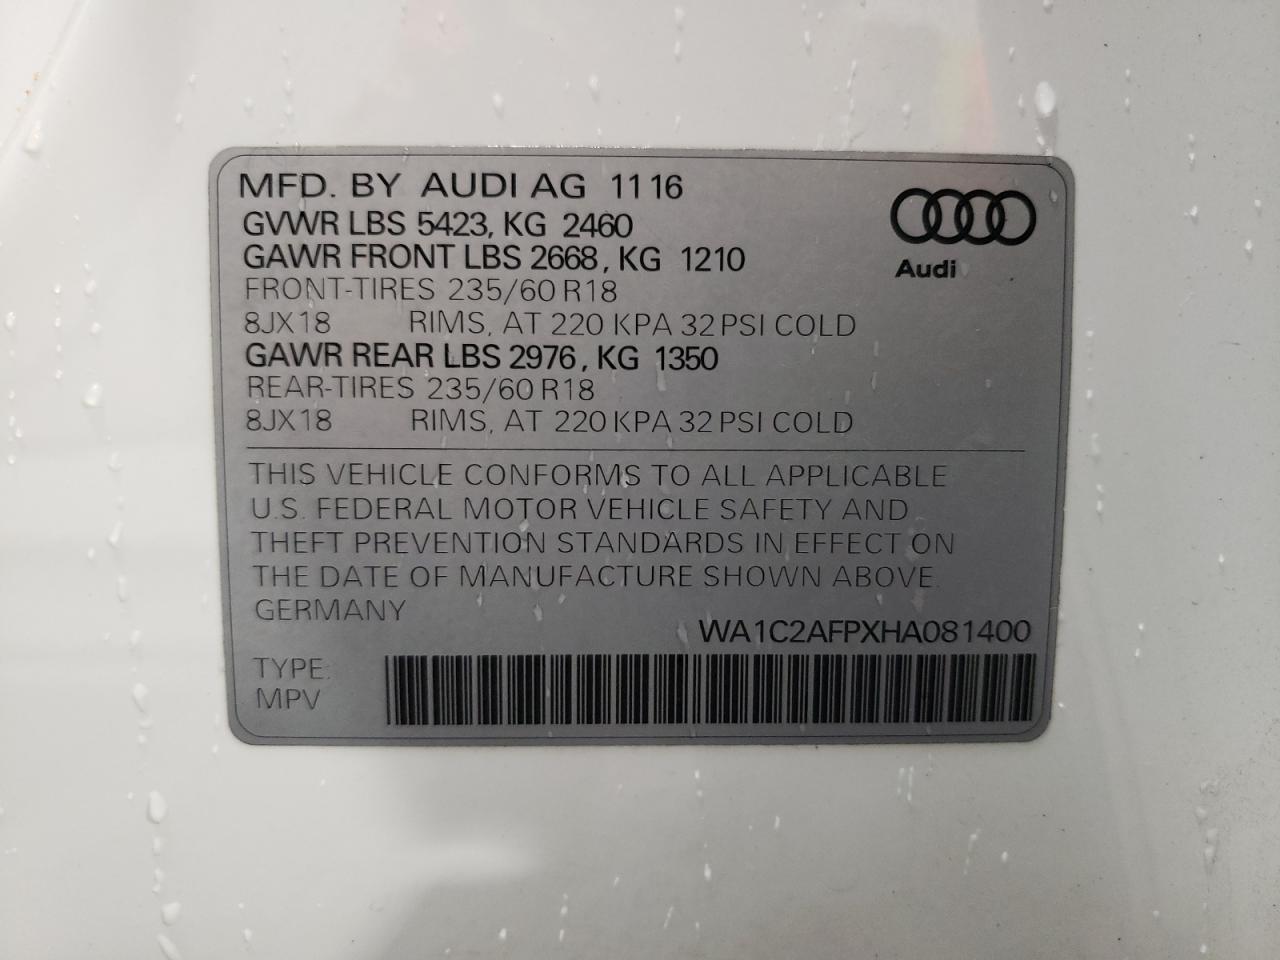 MFD. BY AUDI AG 11 16
GVWR LBS 5423, KG 2460
GAWR FRONT LBS 2668, KG 1210
FRONT-TIRES 235/60 R18
8JX18 RIMS, AT 220 KPA 32 PSI COLD
GAWR REAR LBS 2976, KG 1350
REAR-TIRES 235/60 R18
8JX18 RIMS, AT 220 KPA 32 PSI COLD
Audi
THIS VEHICLE CONFORMS TO ALL APPLICABLE
U.S. FEDERAL MOTOR VEHICLE SAFETY AND
THEFT PREVENTION STANDARDS IN EFFECT ON
THE DATE OF MANUFACTURE SHOWN ABOVE.
GERMANY
WA1C2AFPXHA081400
TYPE:
MPV